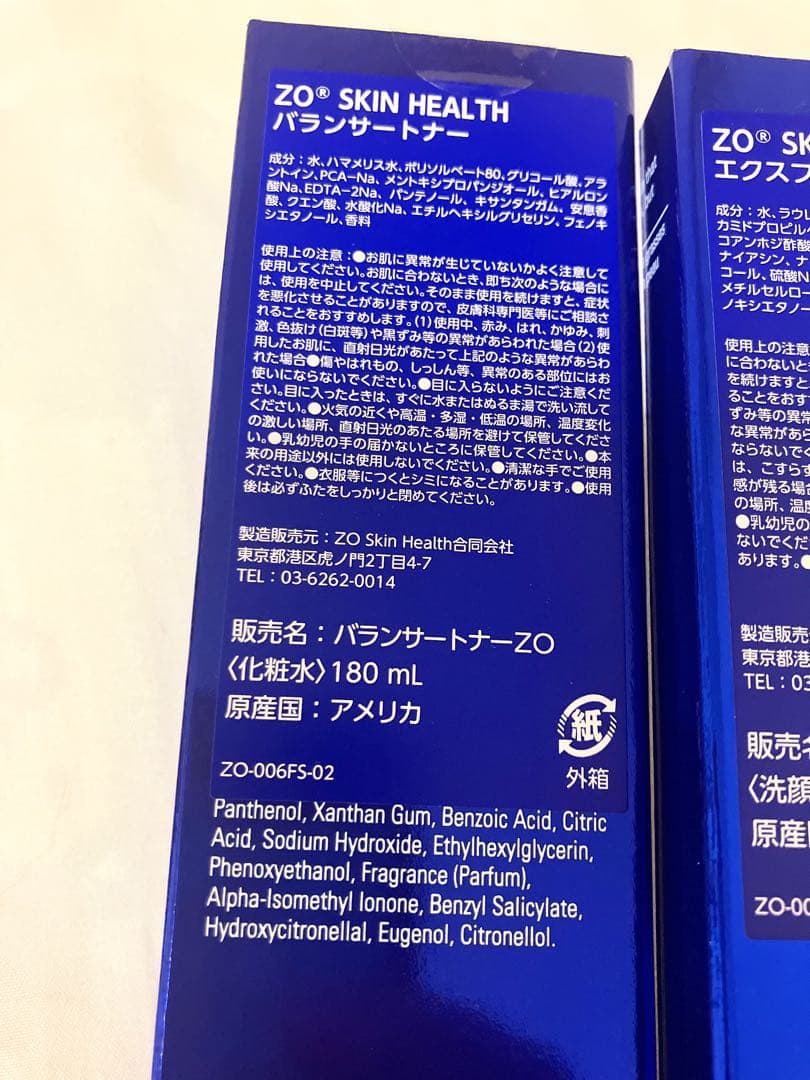 ZO® SKIN HEALTH
バランサートナー
成分：水、ハマメリス水、ポリソルベート80、グリコール酸、アラ
ントイン、PCA-Na、メントキシプロパンジオール、ヒアルロン
酸Na、EDTA-2Na、パンテノール、キサンタンガム、安息香
酸、クエン酸、水酸化Na、エチルヘキシルグリセリン、フェノキ
シエタノール、香料
使用上の注意：●お肌に異常が生じていないかよく注意して
使用してください。お肌に合わないとき、即ち次のような場合に
は、使用を中止してください。そのまま使用を続けますと、症状
を悪化させることがありますので、皮膚科専門医等にご相談さ
れることをおすすめします。(1)使用中、赤み、はれ、かゆみ、刺
激、色抜け(白斑等)や黒ずみ等の異常があらわれた場合(2)使
用したお肌に、直射日光があたって上記のような異常があらわ
れた場合●傷やはれもの、しっしん等、異常のある部位にはお
使いにならないでください。●目に入らないようにご注意くだ
さい。目に入ったときは、すぐに水またはぬるま湯で洗い流して
ください。●火気の近くや高温・多湿・低温の場所、温度変化
の激しい場所、直射日光のあたる場所を避けて保管してくださ
い。●乳幼児の手の届かないところに保管してください。●本
来の用途以外には使用しないでください。●清潔な手でご使用
ください。●衣服等につくとシミになることがあります。●使用
後は必ずふたをしっかりと閉めてください。
製造販売元：ZO Skin Health合同会社
東京都港区虎ノ門2丁目4-7
TEL：03-6262-0014
販売名：バランサートナーZO
〈化粧水〉180 mL
原産国：アメリカ
紙
外箱
ZO-006FS-02
Panthenol, Xanthan Gum, Benzoic Acid, Citric
Acid, Sodium Hydroxide, Ethylhexylglycerin,
Phenoxyethanol, Fragrance (Parfum),
Alpha-Isomethyl Ionone, Benzyl Salicylate,
Hydroxycitronellal, Eugenol, Citronellol.
ZO® SK
エクスフ
成分：水、ラウレ
カミドプロピル
コアンホジ酢酸
ナイアシン、ナ
コール、硫酸N
メチルセルロー
ノキシエタノー
使用上の注意
に合わないと
を続けますと
ることをおすす
ずみ等の異常
な異常があら
ならないでく
は、こすらず
感が残る場合
の場所、温度
●乳幼児の
ないでくだ
あります。●
製造販売
東京都港
TEL：03
販売名
〈洗顔
原産国
ZO-00